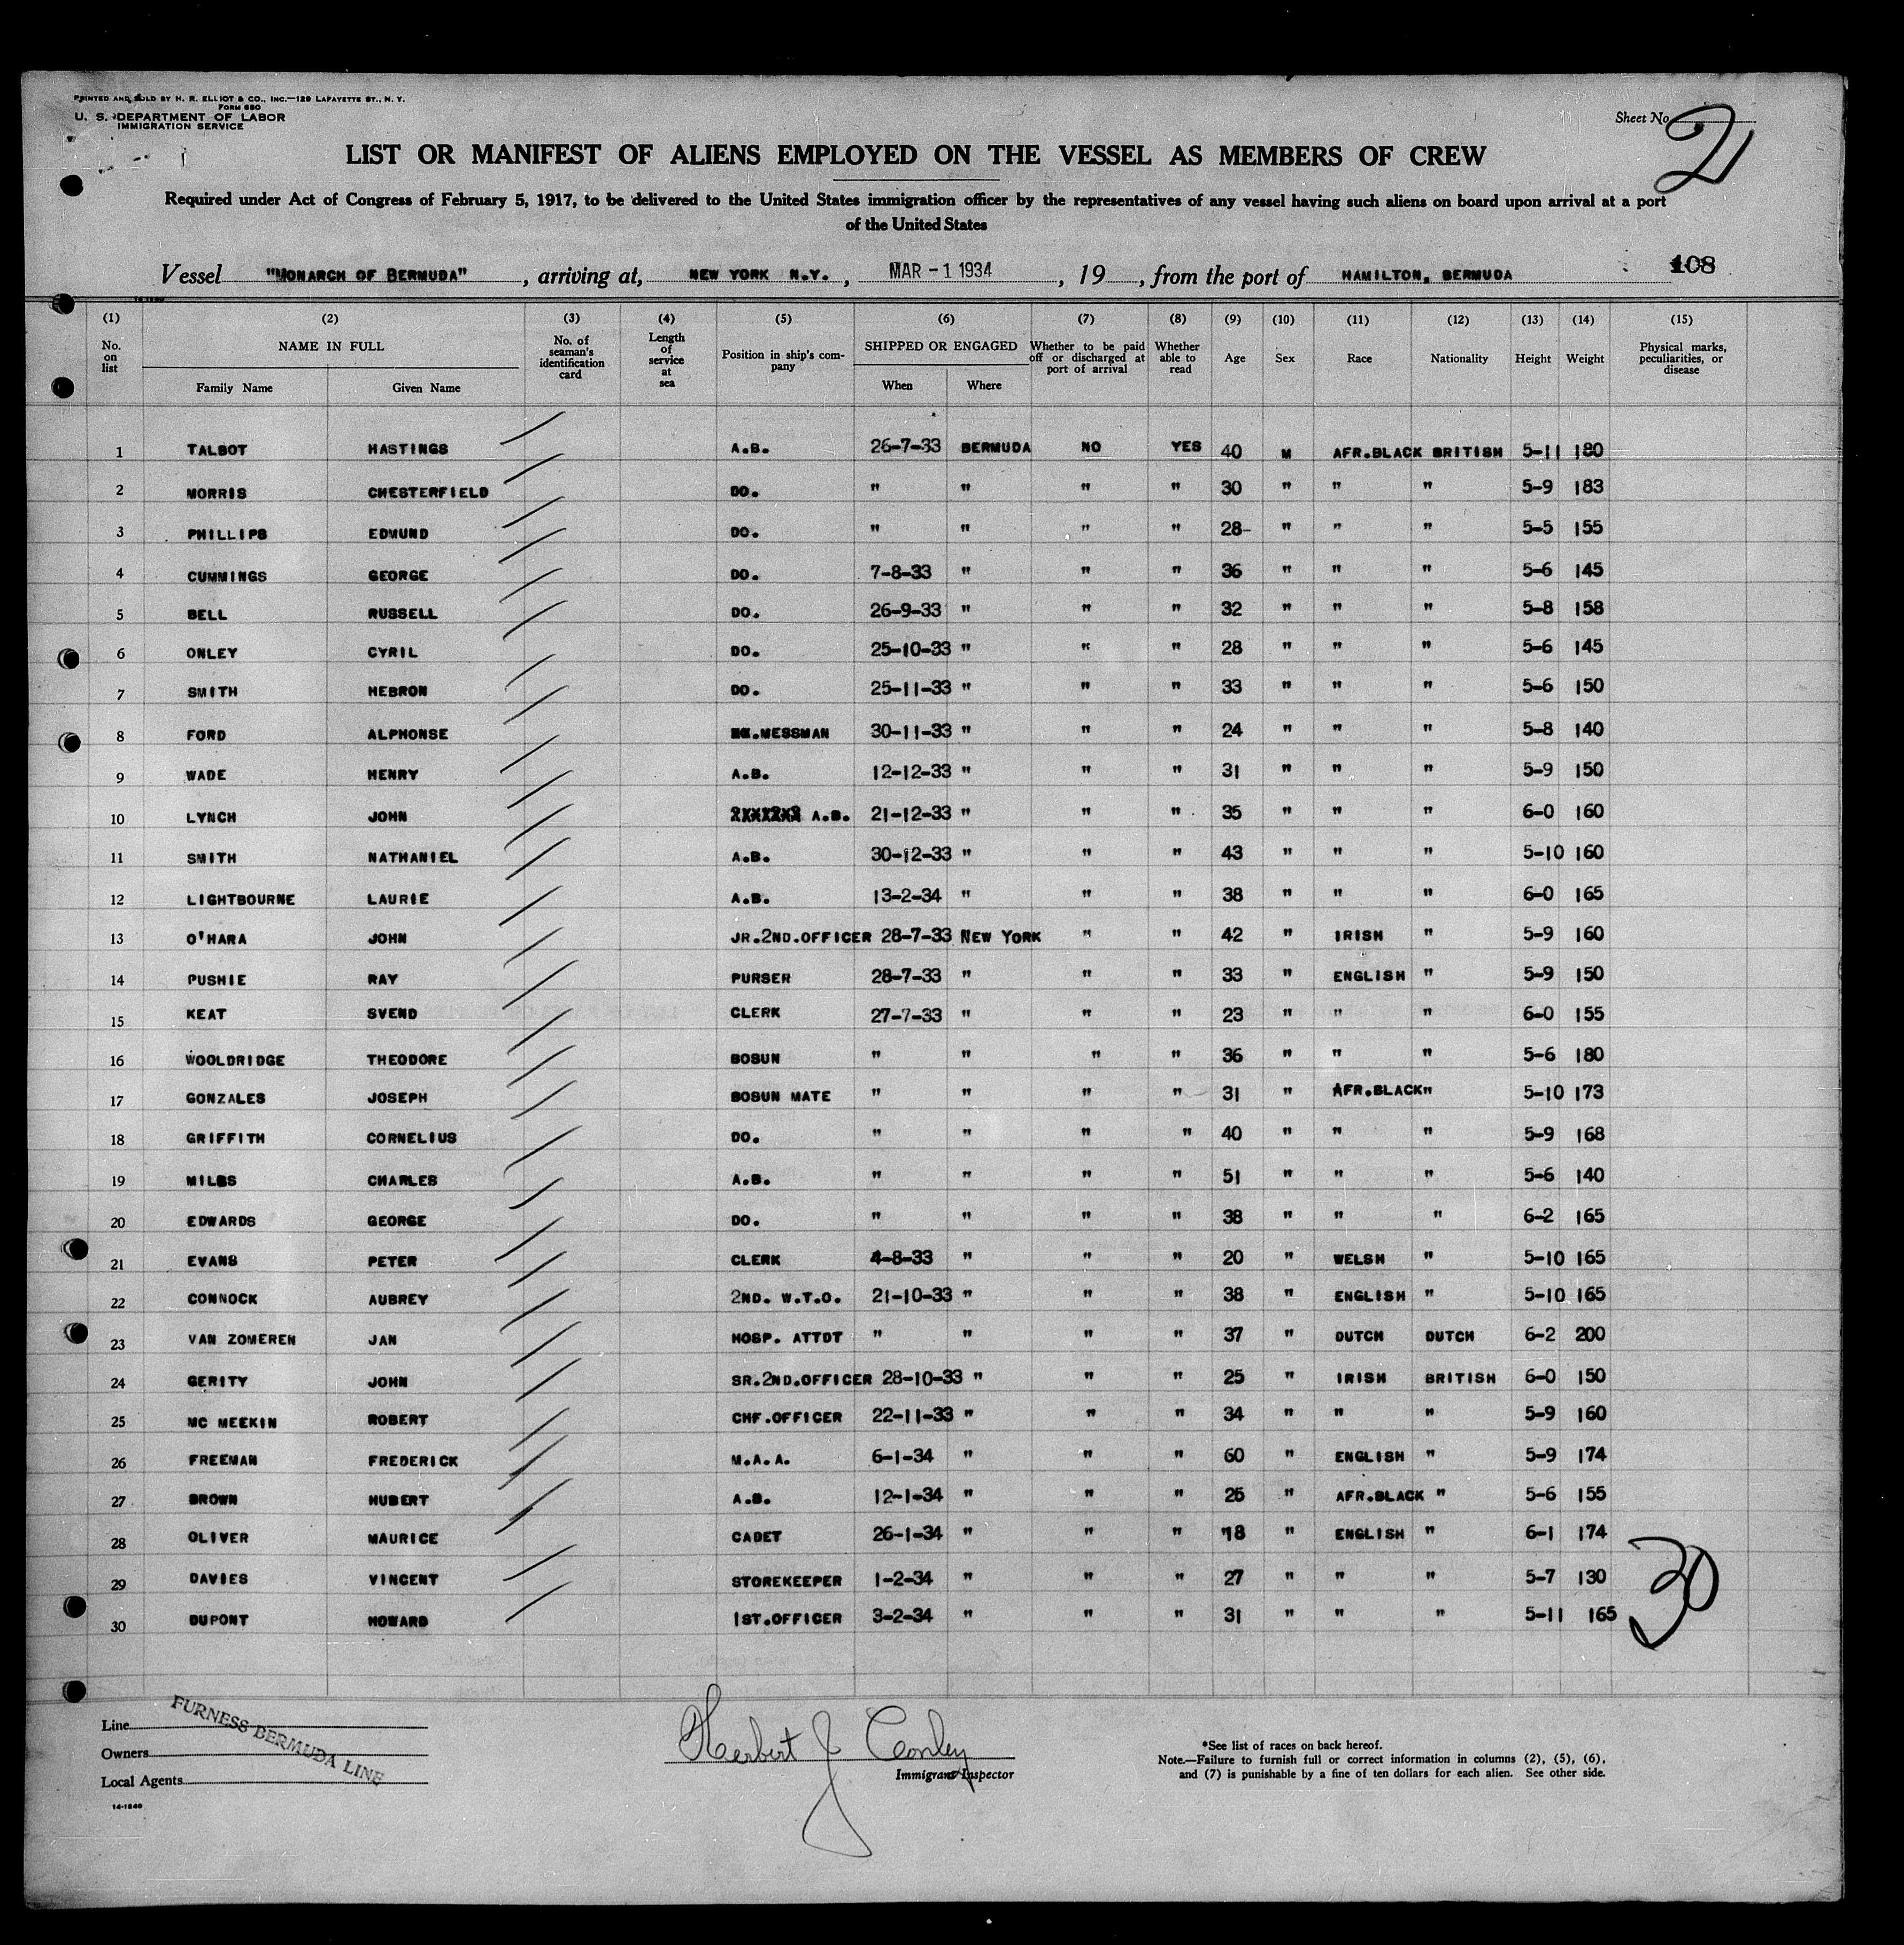 PRINTED AND SOLD BY H. R. ELLIOT & CO., INC.—129 LAFAYETTE ST., N. Y.
FORM 680
U. S. DEPARTMENT OF LABOR
IMMIGRATION SERVICE
Sheet No. 2
LIST OR MANIFEST OF ALIENS EMPLOYED ON THE VESSEL AS MEMBERS OF CREW
Required under Act of Congress of February 5, 1917, to be delivered to the United States immigration officer by the representatives of any vessel having such aliens on board upon arrival at a port
of the United States
108
Vessel "MONARCH OF BERMUDA", arriving at, NEW YORK N.Y., MAR -1 1934, 19, from the port of HAMILTON, BERMUDA
14-1240
(1) (2) (3) (4) (5) (6) (7) (8) (9) (10) (11) (12) (13) (14) (15)
No. on list NAME IN FULL Family Name Given Name No. of seaman's identification card Length of service at sea Position in ship's company SHIPPED OR ENGAGED When Where Whether to be paid off or discharged at port of arrival Whether able to read Age Sex Race Nationality Height Weight Physical marks, peculiarities, or disease
1 TALBOT HASTINGS A.B. 26-7-33 BERMUDA NO YES 40 M AFR.BLACK BRITISH 5-11 180
2 MORRIS CHESTERFIELD DO. " " " " 30 " " " 5-9 183
3 PHILLIPS EDMUND DO. " " " " 28- " " " 5-5 155
4 CUMMINGS GEORGE DO. 7-8-33 " " " 36 " " " 5-6 145
5 BELL RUSSELL DO. 26-9-33 " " " 32 " " " 5-8 158
6 ONLEY CYRIL DO. 25-10-33 " " " 28 " " " 5-6 145
7 SMITH HEBRON DO. 25-11-33 " " " 33 " " " 5-6 150
8 FORD ALPHONSE MESSMAN 30-11-33 " " " 24 " " " 5-8 140
9 WADE HENRY A.B. 12-12-33 " " " 31 " " " 5-9 150
10 LYNCH JOHN A.B. 21-12-33 " " " 35 " " " 6-0 160
11 SMITH NATHANIEL A.B. 30-12-33 " " " 43 " " " 5-10 160
12 LIGHTBOURNE LAURIE A.B. 13-2-34 " " " 38 " " " 6-0 165
13 O'HARA JOHN JR.2ND.OFFICER 28-7-33 NEW YORK " " 42 " IRISH " 5-9 160
14 PUSHIE RAY PURSER 28-7-33 " " " 33 " ENGLISH " 5-9 150
15 KEAT SVEND CLERK 27-7-33 " " " 23 " " " 6-0 155
16 WOOLDRIDGE THEODORE BOSUN " " " " 36 " " " 5-6 180
17 GONZALES JOSEPH BOSUN MATE " " " " 31 " AFR.BLACK " 5-10 173
18 GRIFFITH CORNELIUS DO. " " " " 40 " " " 5-9 168
19 MILES CHARLES A.B. " " " " 51 " " " 5-6 140
20 EDWARDS GEORGE DO. " " " " 38 " " " 6-2 165
21 EVANS PETER CLERK 4-8-33 " " " 20 " WELSH " 5-10 165
22 CONNOCK AUBREY 2ND. W.T.O. 21-10-33 " " " 38 " ENGLISH " 5-10 165
23 VAN ZOMEREN JAN HOSP. ATTDT " " " " 37 " DUTCH DUTCH 6-2 200
24 GERITY JOHN SR.2ND.OFFICER 28-10-33 " " " 25 " IRISH BRITISH 6-0 150
25 MC MEEKIN ROBERT CHF.OFFICER 22-11-33 " " " 34 " " " 5-9 160
26 FREEMAN FREDERICK M.A.A. 6-1-34 " " " 60 " ENGLISH " 5-9 174
27 BROWN HUBERT A.B. 12-1-34 " " " 25 " AFR.BLACK " 5-6 155
28 OLIVER MAURICE CADET 26-1-34 " " " 18 " ENGLISH " 6-1 174
29 DAVIES VINCENT STOREKEEPER 1-2-34 " " " 27 " " " 5-7 130
30 DUPONT HOWARD 1ST.OFFICER 3-2-34 " " " 31 " " " 5-11 165
30
Line
Owners
Local Agents
FURNESS BERMUDA LINE
14-1240
Herbert J Conley
Immigrant Inspector
*See list of races on back hereof.
Note.—Failure to furnish full or correct information in columns (2), (5), (6),
and (7) is punishable by a fine of ten dollars for each alien. See other side.